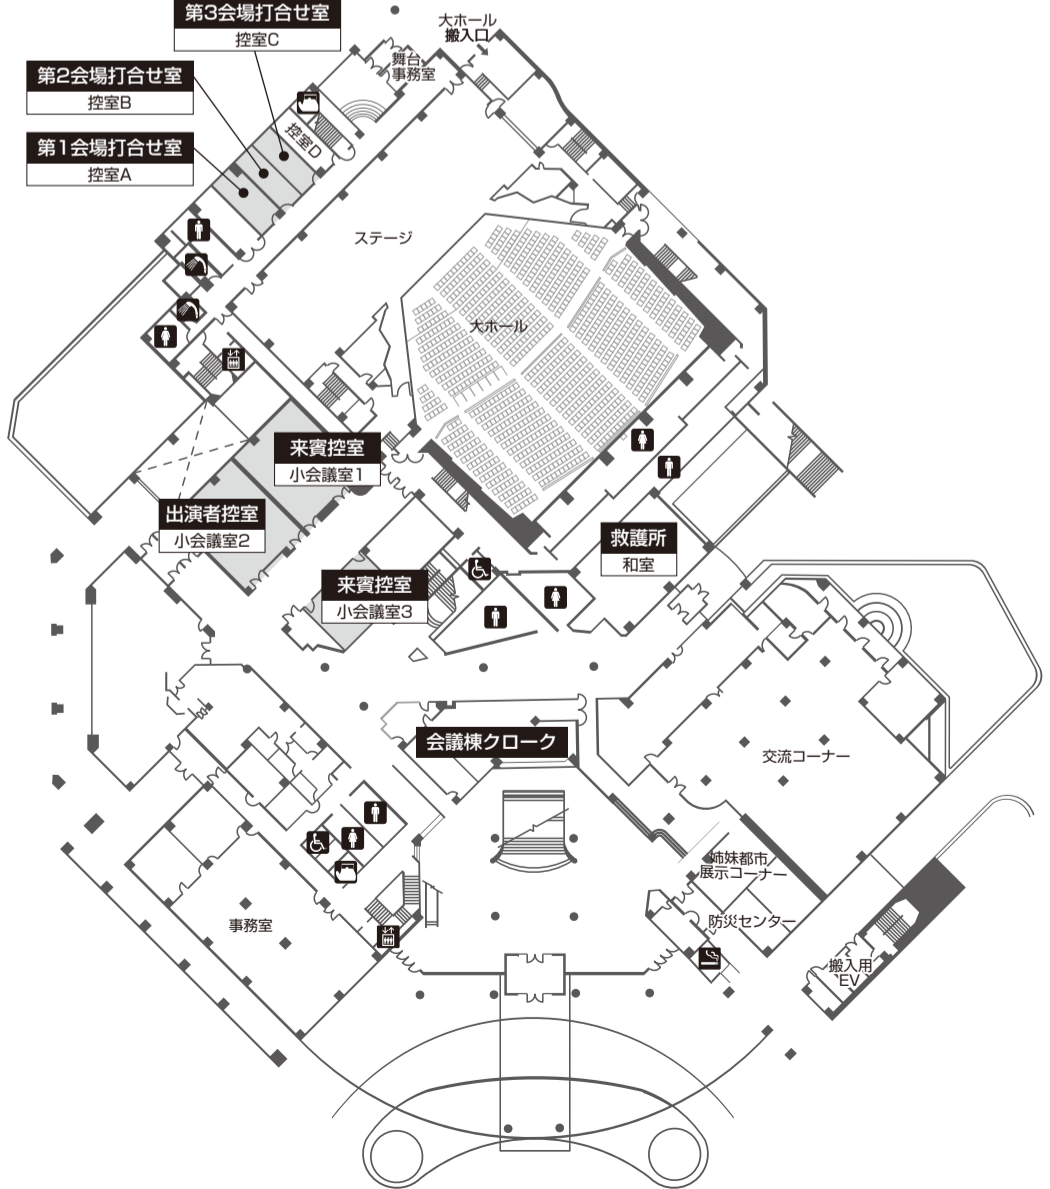 第3会場打合せ室
控室C
大ホール
搬入口
舞台
事務室
第2会場打合せ室
控室B
控室D
第1会場打合せ室
控室A
ステージ
大ホール
来賓控室
小会議室1
出演者控室
小会議室2
救護所
和室
来賓控室
小会議室3
会議棟クローク
交流コーナー
姉妹都市
展示コーナー
防災センター
事務室
搬入用
EV